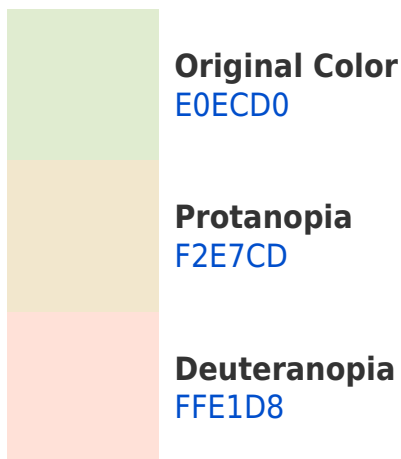 Original Color
E0ECD0
Protanopia
F2E7CD
Deuteranopia
FFE1D8